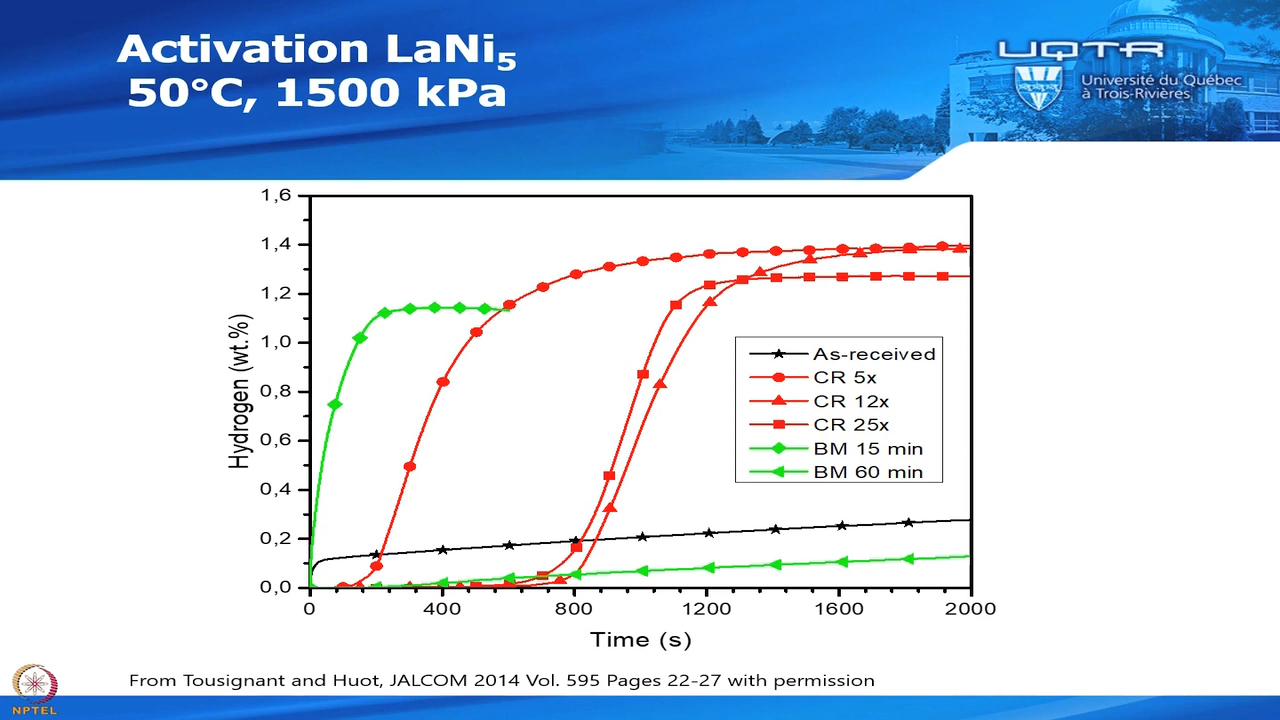 Activation LaNi₅
50°C, 1500 kPa
UQTR
Université du Québec
à Trois-Rivières
1,6
1,4
1,2
1,0
0,8
0,6
0,4
0,2
0,0
Hydrogen (wt.%)
As-received
CR 5x
CR 12x
CR 25x
BM 15 min
BM 60 min
0 400 800 1200 1600 2000
Time (s)
From Tousignant and Huot, JALCOM 2014 Vol. 595 Pages 22-27 with permission
NPTEL